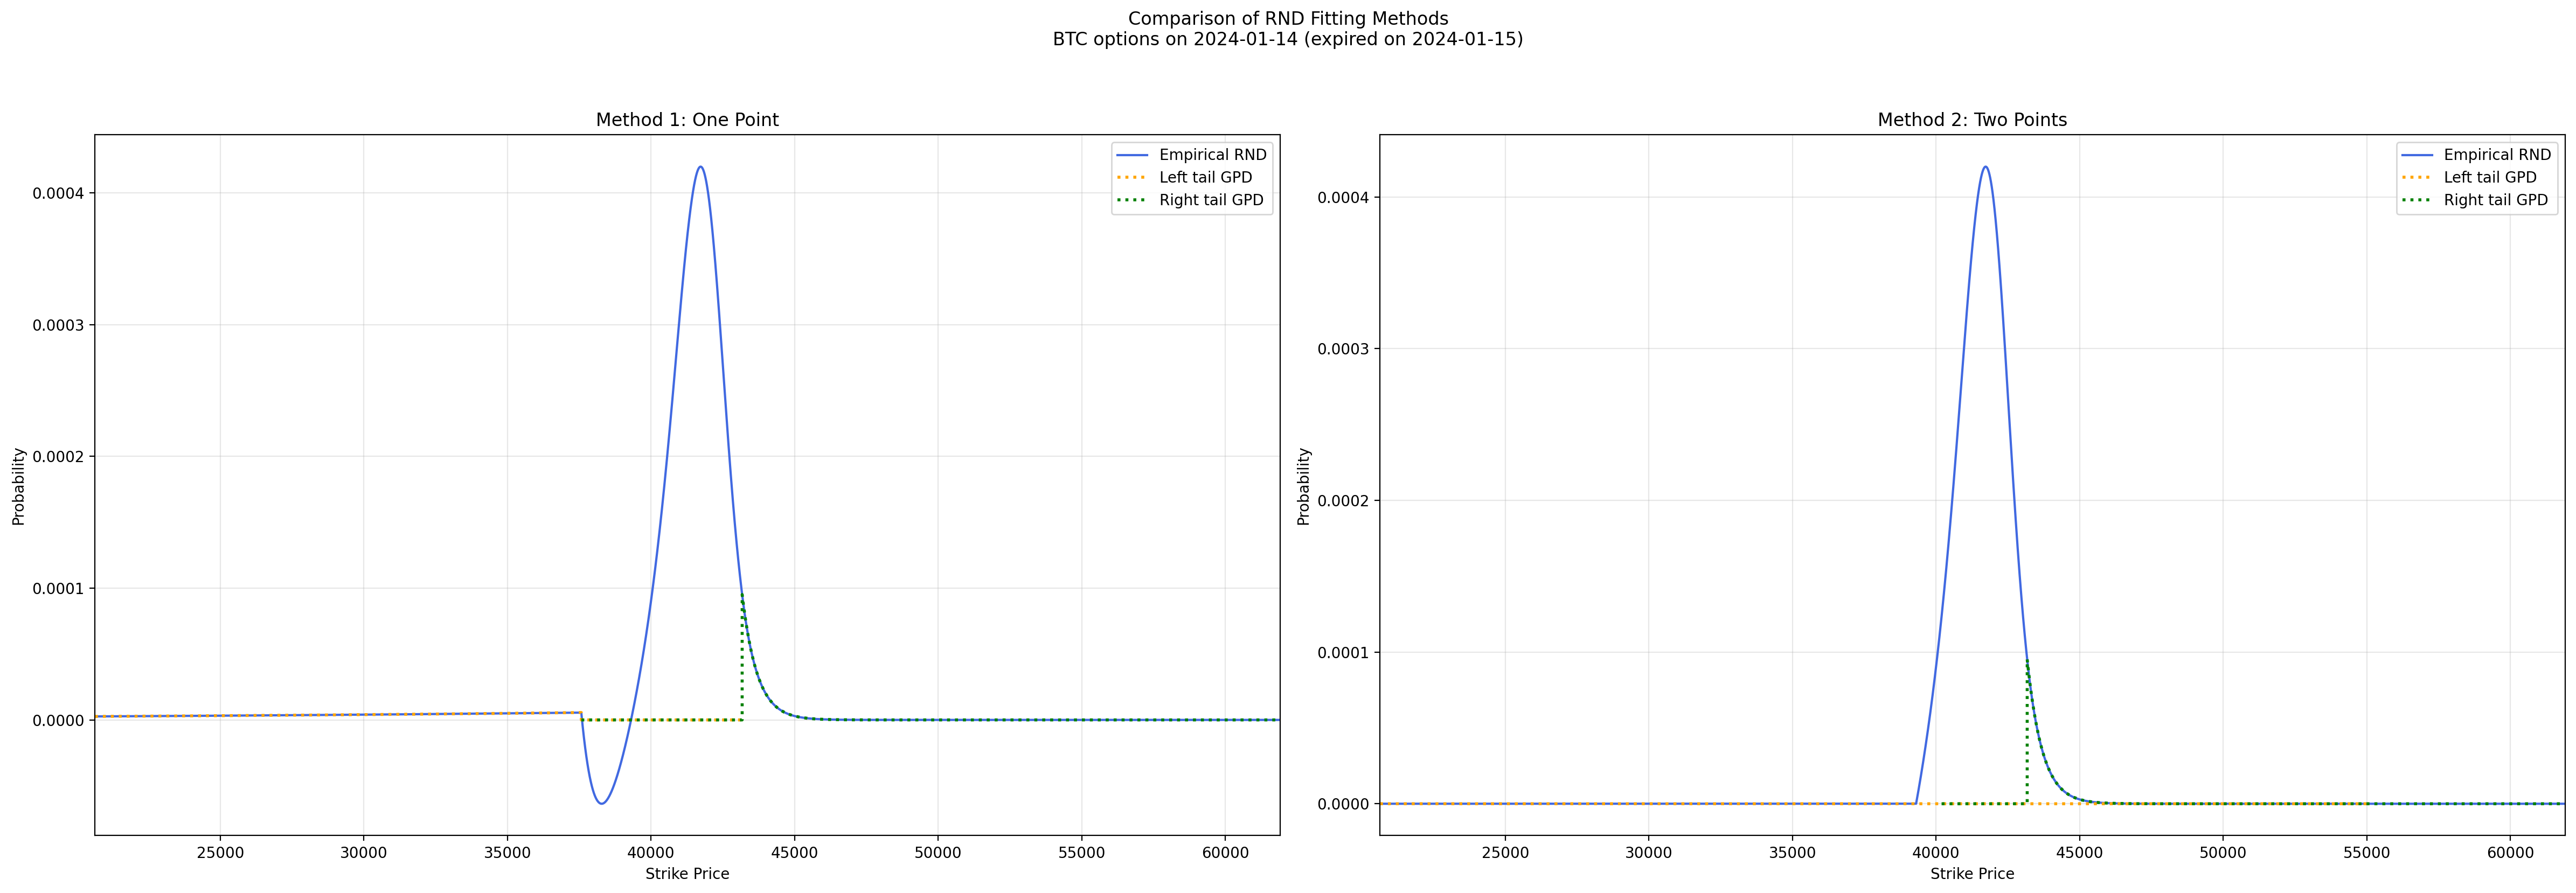 Comparison of RND Fitting Methods
BTC options on 2024-01-14 (expired on 2024-01-15)
Method 1: One Point
Empirical RND
Left tail GPD
Right tail GPD
0.0004
0.0003
0.0002
0.0001
0.0000
Probability
25000 30000 35000 40000 45000 50000 55000 60000
Strike Price
Method 2: Two Points
Empirical RND
Left tail GPD
Right tail GPD
0.0004
0.0003
0.0002
0.0001
0.0000
Probability
25000 30000 35000 40000 45000 50000 55000 60000
Strike Price